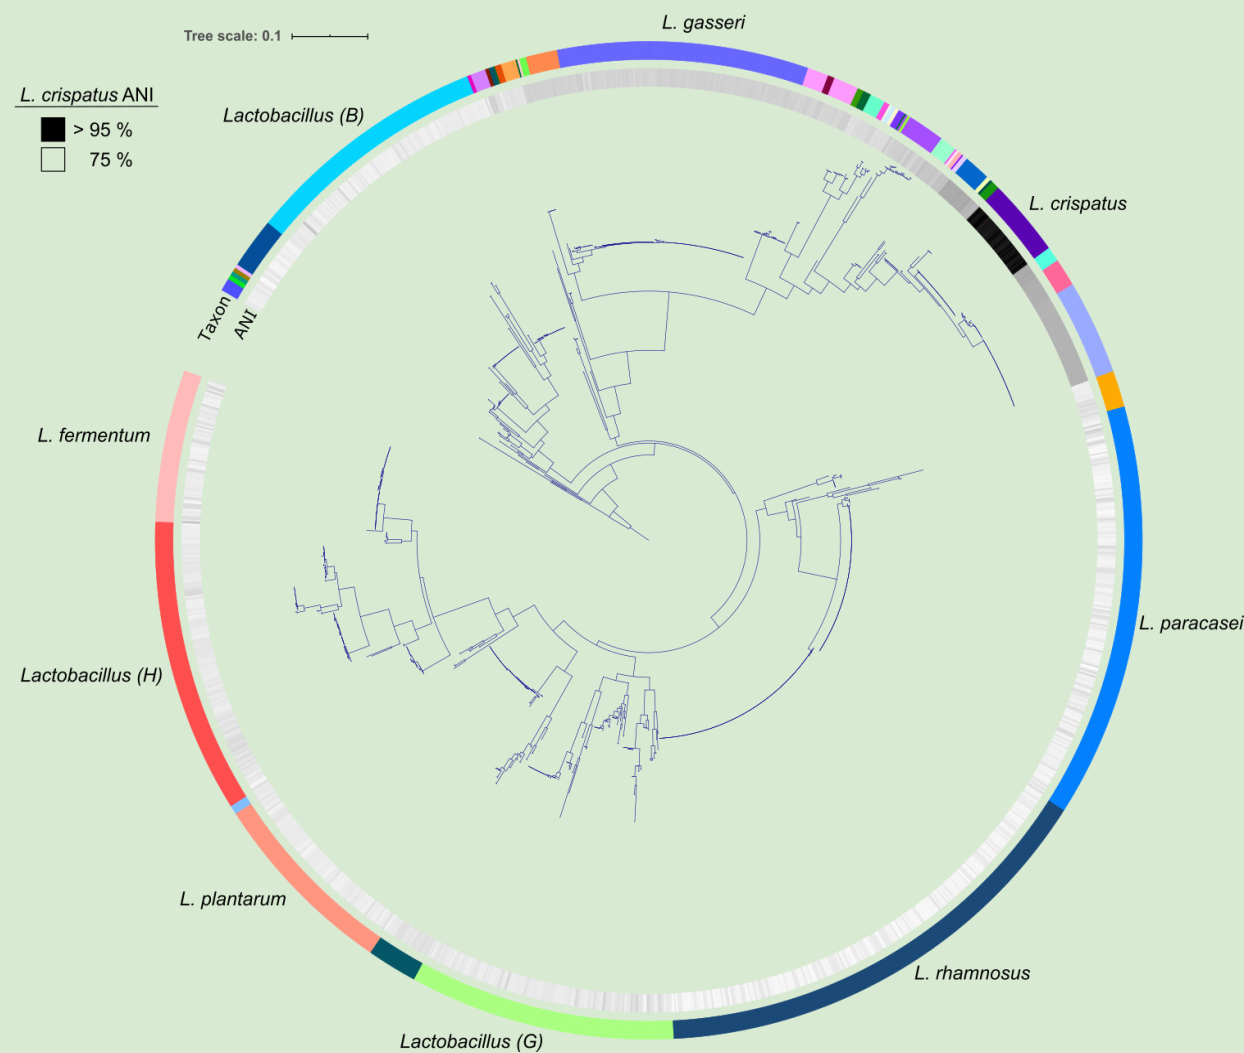 L. gasseri
Tree scale: 0.1
L. crispatus ANI
> 95 %
75 %
Lactobacillus (B)
L. crispatus
Taxon
ANI
L. fermentum
L. paracasei
Lactobacillus (H)
L. plantarum
L. rhamnosus
Lactobacillus (G)